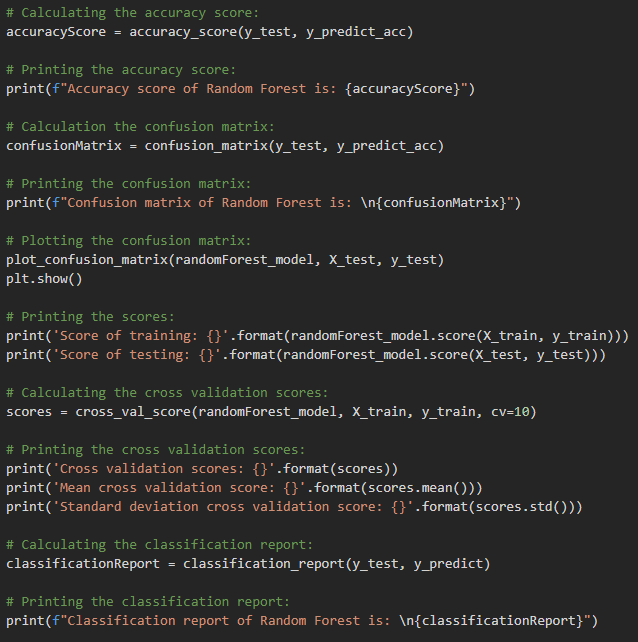 # Calculating the accuracy score:
accuracyScore = accuracy_score(y_test, y_predict_acc)
# Printing the accuracy score:
print(f"Accuracy score of Random Forest is: {accuracyScore}")
# Calculation the confusion matrix:
confusionMatrix = confusion_matrix(y_test, y_predict_acc)
# Printing the confusion matrix:
print(f"Confusion matrix of Random Forest is: \n{confusionMatrix}")
# Plotting the confusion matrix:
plot_confusion_matrix(randomForest_model, X_test, y_test)
plt.show()
# Printing the scores:
print('Score of training: {}'.format(randomForest_model.score(X_train, y_train)))
print('Score of testing: {}'.format(randomForest_model.score(X_test, y_test)))
# Calculating the cross validation scores:
scores = cross_val_score(randomForest_model, X_train, y_train, cv=10)
# Printing the cross validation scores:
print('Cross validation scores: {}'.format(scores))
print('Mean cross validation score: {}'.format(scores.mean()))
print('Standard deviation cross validation score: {}'.format(scores.std()))
# Calculating the classification report:
classificationReport = classification_report(y_test, y_predict)
# Printing the classification report:
print(f"Classification report of Random Forest is: \n{classificationReport}")